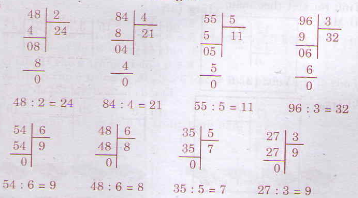 48 2 84 4 55 5 96 3
4 24 8 21 5 11 9 32
08 04 05 06
8 4 5 6
0 0 0 0
48 : 2 = 24 84 : 4 = 21 55 : 5 = 11 96 : 3 = 32
54 6 48 6 35 5 27 3
54 9 48 8 35 7 27 9
0 0 0 0
54 : 6 = 9 48 : 6 = 8 35 : 5 = 7 27 : 3 = 9